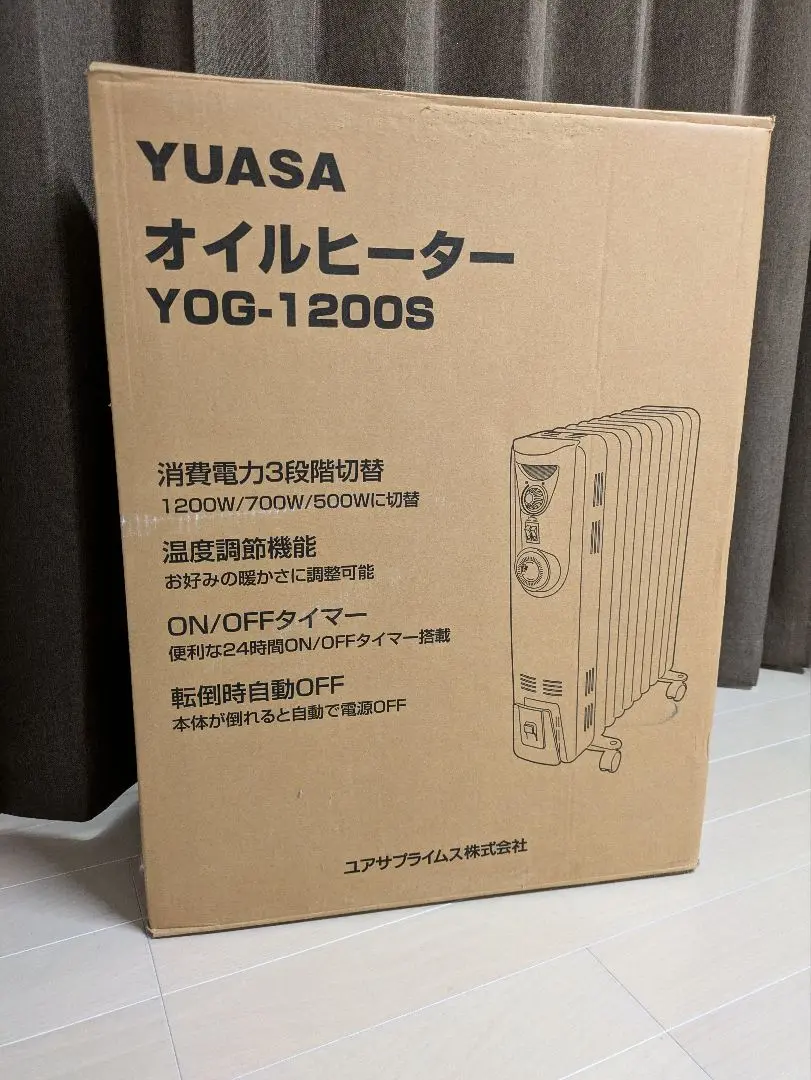 YUASA
オイルヒーター
YOG-1200S
消費電力3段階切替
1200W/700W/500Wに切替
温度調節機能
お好みの暖かさに調整可能
ON/OFFタイマー
便利な24時間ON/OFFタイマー搭載
転倒時自動OFF
本体が倒れると自動で電源OFF
ユアサプライムス株式会社